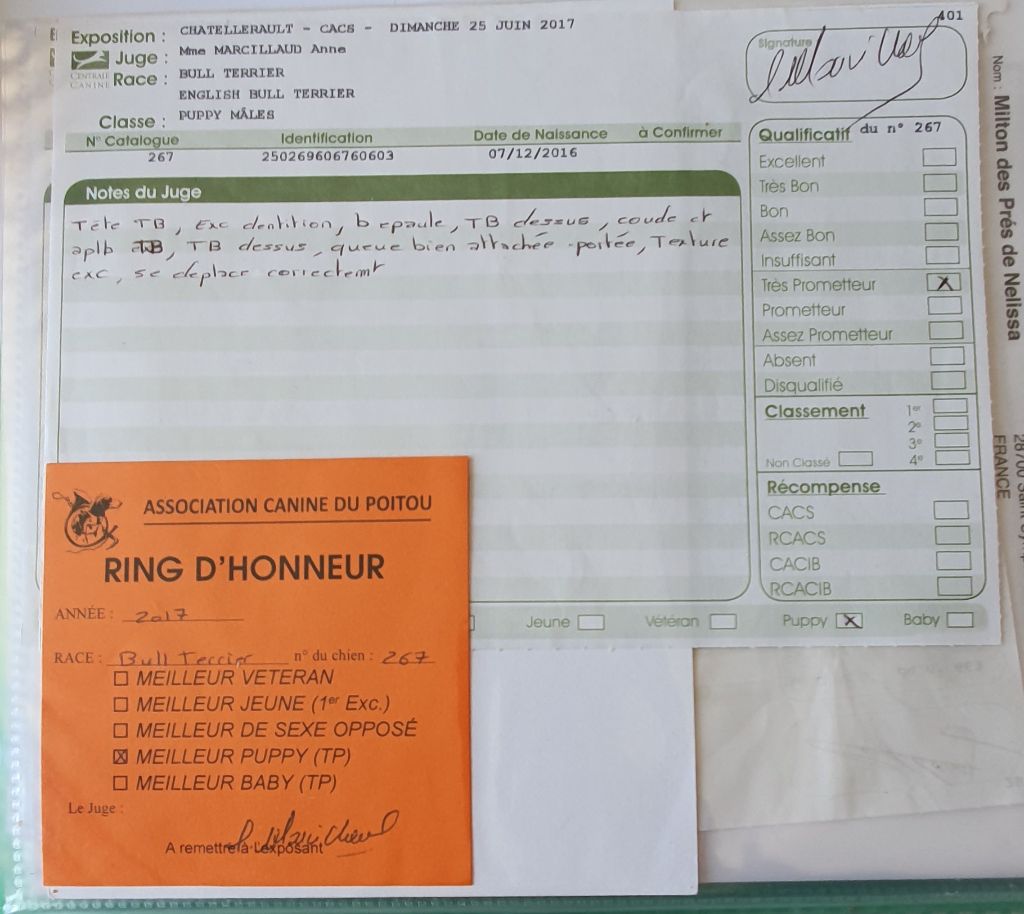 401
Exposition : CHATELLERAULT - CACS - DIMANCHE 25 JUIN 2017
Juge : Mme MARCILLAUD Anne
CENTRALE CANINE
Race : BULL TERRIER
ENGLISH BULL TERRIER
Classe : PUPPY MÂLES
Signature
N° Catalogue Identification Date de Naissance à Confirmer
267 250269606760603 07/12/2016
Notes du Juge
Tête TB, Exc dentition, b epaule, TB dessus, coude et
aplb TB, TB dessus, queue bien attachée portée, Texture
exc, se déplace correctemt
Qualificatif du n° 267
Excellent
Très Bon
Bon
Assez Bon
Insuffisant
Très Prometteur X
Prometteur
Assez Prometteur
Absent
Disqualifié
Classement 1er
2e
3e
Non Classé 4e
Récompense
CACS
RCACS
CACIB
RCACIB
Jeune Vétéran Puppy X Baby
ASSOCIATION CANINE DU POITOU
RING D'HONNEUR
ANNÉE : 2017
RACE : Bull Terrier n° du chien : 267
☐ MEILLEUR VETERAN
☐ MEILLEUR JEUNE (1er Exc.)
☐ MEILLEUR DE SEXE OPPOSÉ
☒ MEILLEUR PUPPY (TP)
☐ MEILLEUR BABY (TP)
Le Juge :
A remettre à L'exposant
Nom : Milton des Prés de Nelissa
FRANCE